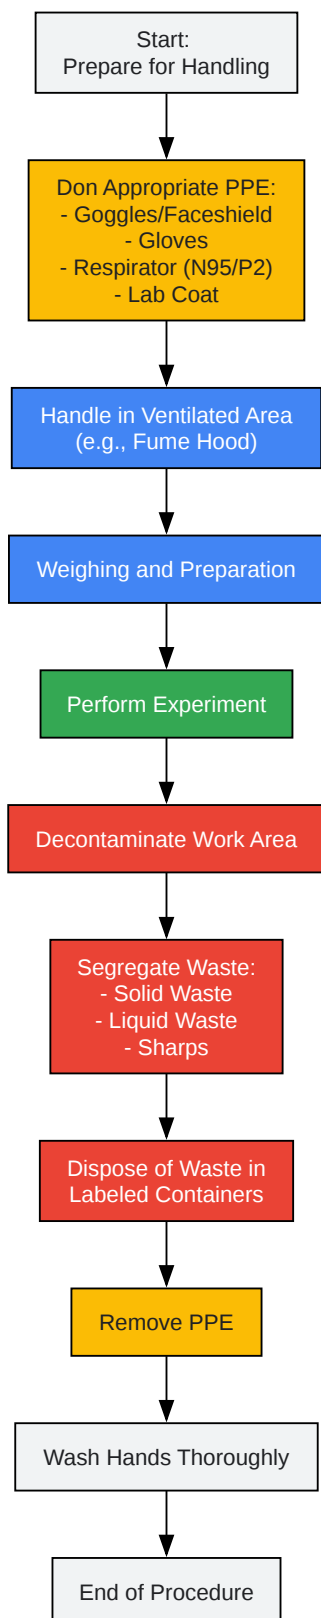 Start:
Prepare for Handling
Don Appropriate PPE:
- Goggles/Faceshield
- Gloves
- Respirator (N95/P2)
- Lab Coat
Handle in Ventilated Area
(e.g., Fume Hood)
Weighing and Preparation
Perform Experiment
Decontaminate Work Area
Segregate Waste:
- Solid Waste
- Liquid Waste
- Sharps
Dispose of Waste in
Labeled Containers
Remove PPE
Wash Hands Thoroughly
End of Procedure